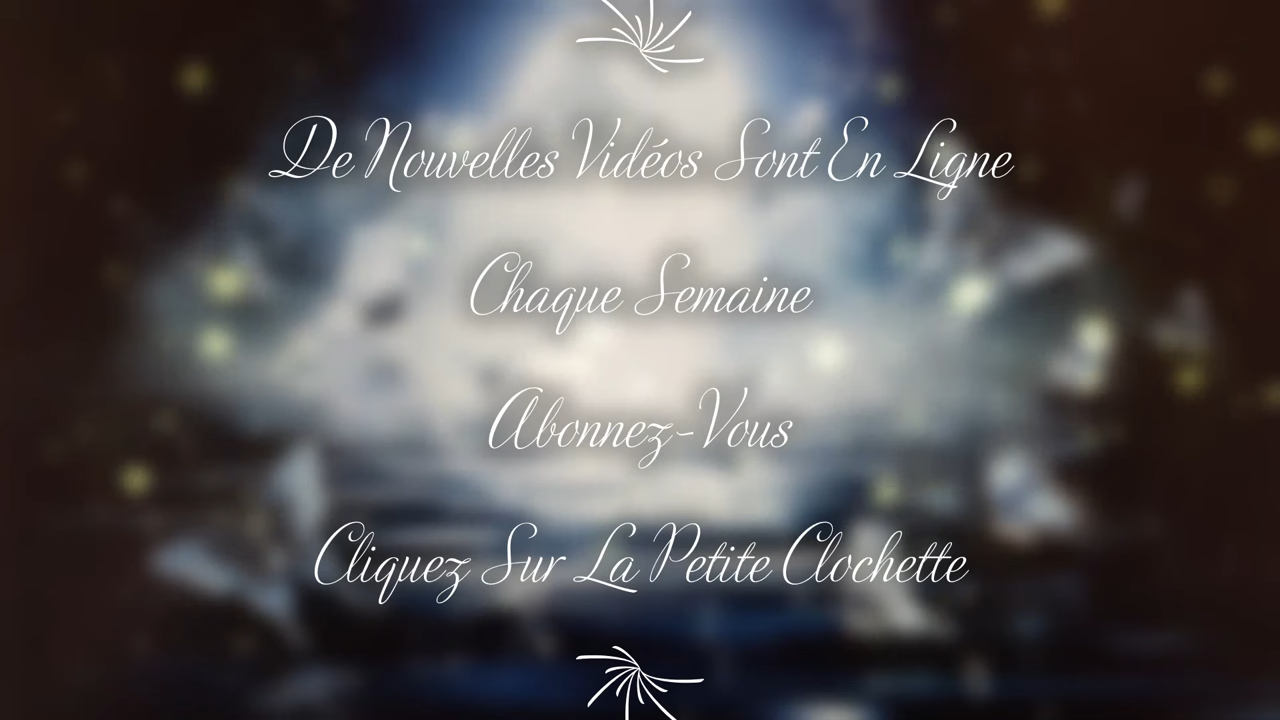 De Nouvelles Vidéos Sont En Ligne
Chaque Semaine
Abonnez-Vous
Cliquez Sur La Petite Clochette